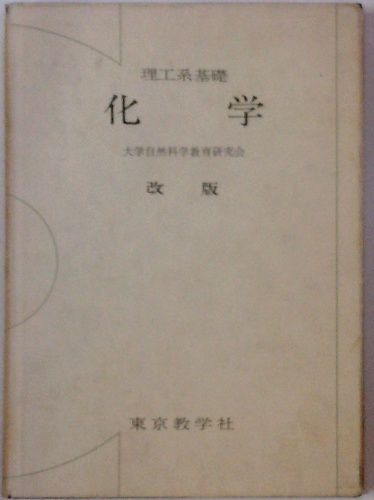 理工系基礎
化学
大学自然科学教育研究会
改版
東京教学社